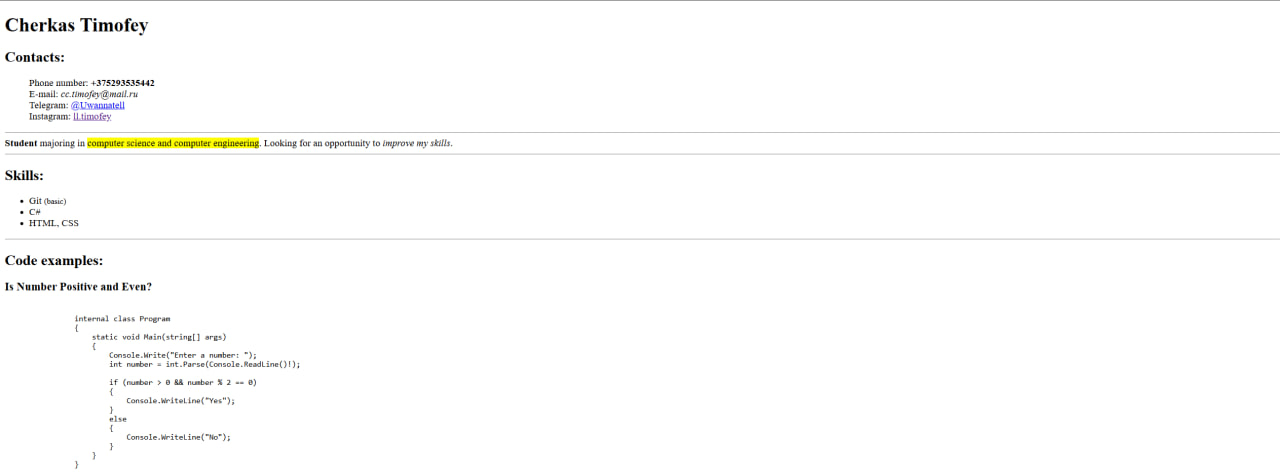 Cherkas Timofey
Contacts:
Phone number: +375293535442
E-mail: cc.timofey@mail.ru
Telegram: @Uwannatell
Instagram: ll.timofey
Student majoring in computer science and computer engineering. Looking for an opportunity to improve my skills.
Skills:
• Git (basic)
• C#
• HTML, CSS
Code examples:
Is Number Positive and Even?
internal class Program
{
    static void Main(string[] args)
    {
        Console.Write("Enter a number: ");
        int number = int.Parse(Console.ReadLine()!);

        if (number > 0 && number % 2 == 0)
        {
            Console.WriteLine("Yes");
        }
        else
        {
            Console.WriteLine("No");
        }
    }
}